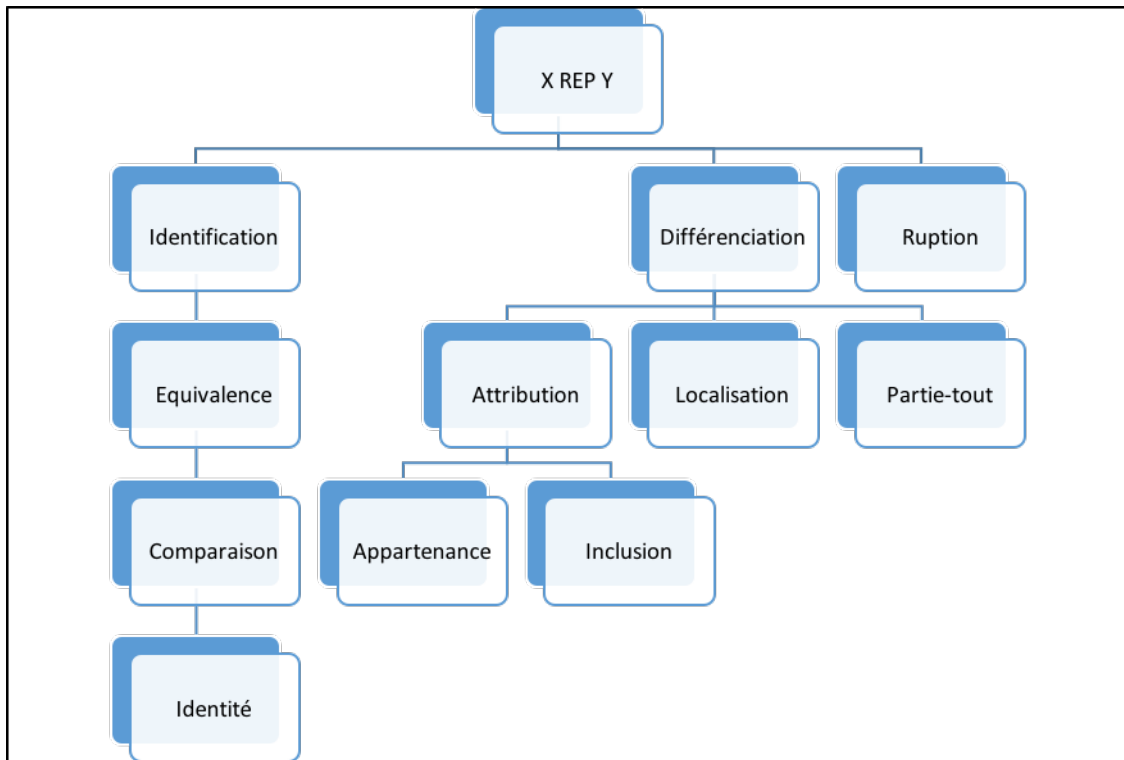 X REP Y
Identification
Différenciation
Ruption
Equivalence
Attribution
Localisation
Partie-tout
Comparaison
Appartenance
Inclusion
Identité